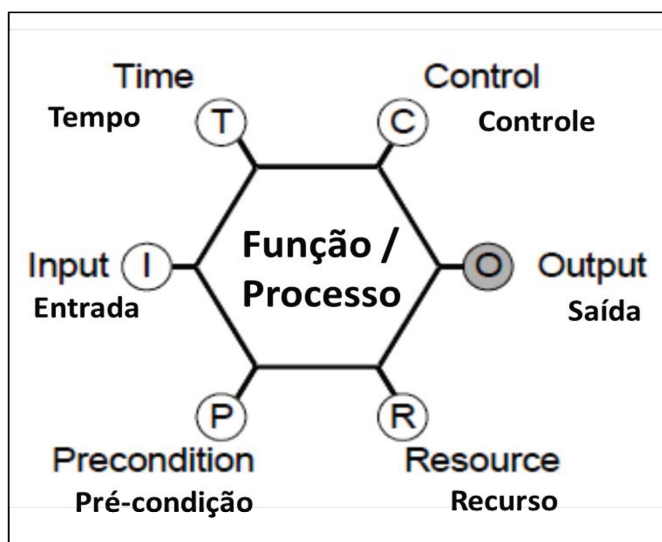 Time
Control
Tempo
Controle
T
C
Função /
Processo
Input
I
O
Output
Entrada
Saída
P
R
Precondition
Resource
Pré-condição
Recurso